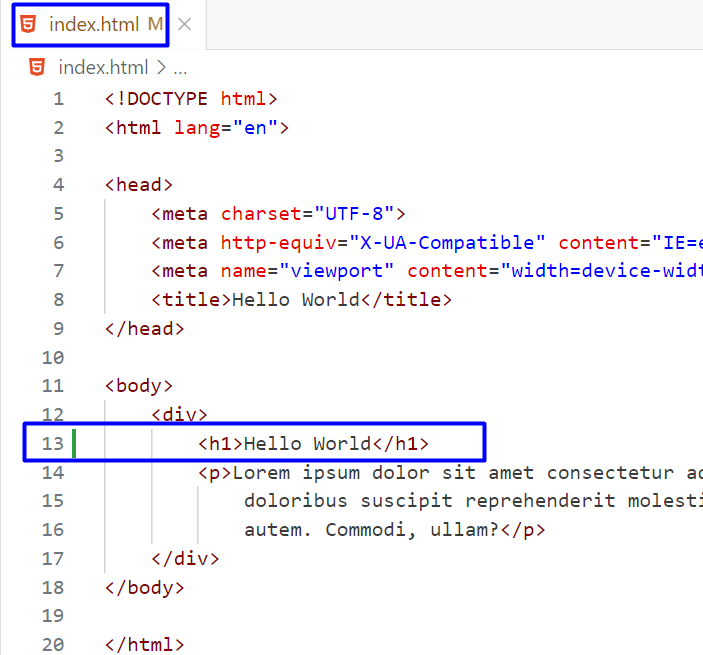 index.html M
index.html > ...
1 <!DOCTYPE html>
2 <html lang="en">
3
4 <head>
5 <meta charset="UTF-8">
6 <meta http-equiv="X-UA-Compatible" content="IE=
7 <meta name="viewport" content="width=device-widt
8 <title>Hello World</title>
9 </head>
10
11 <body>
12 <div>
13 <h1>Hello World</h1>
14 <p>Lorem ipsum dolor sit amet consectetur
15 doloribus suscipit reprehenderit molesti
16 autem. Commodi, ullam?</p>
17 </div>
18 </body>
19
20 </html>